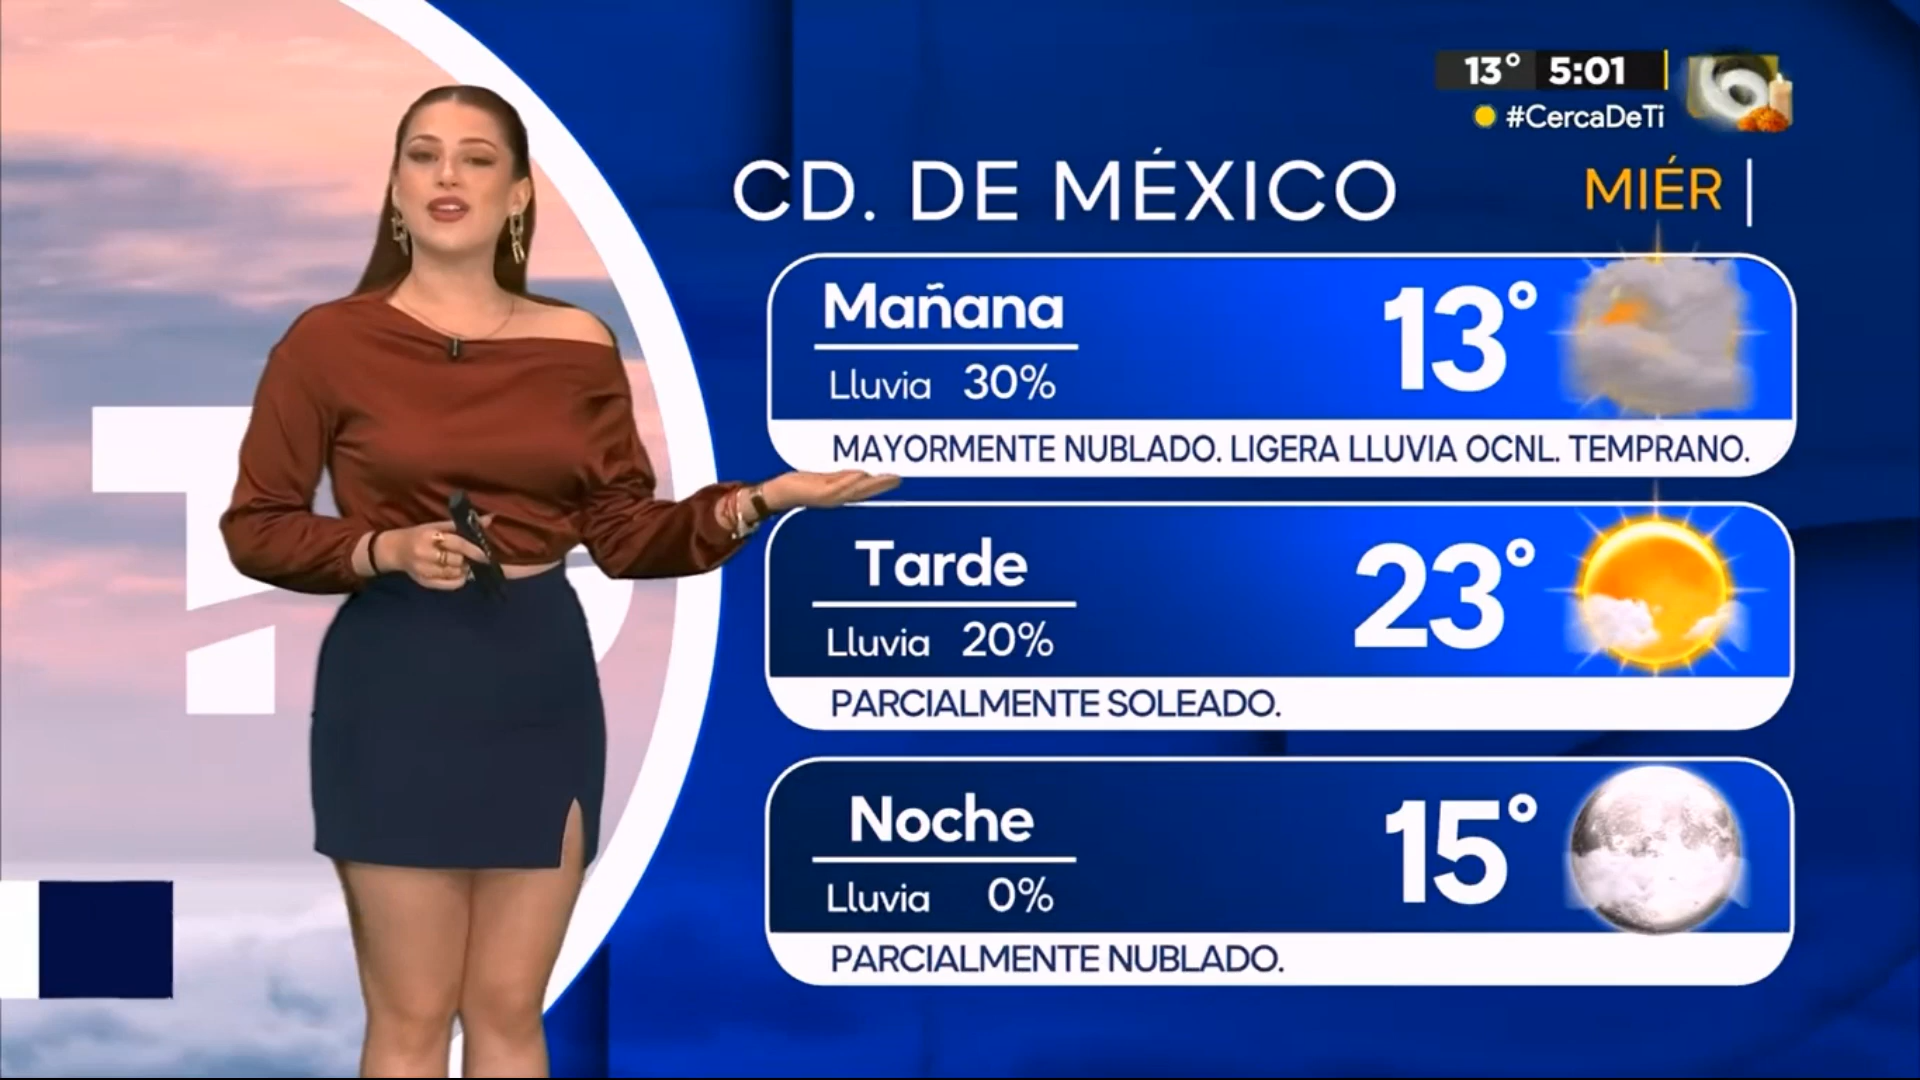 13° 5:01
#CercaDeTi
CD. DE MÉXICO MIÉR
Mañana 13°
Lluvia 30%
MAYORMENTE NUBLADO. LIGERA LLUVIA OCNL. TEMPRANO.
Tarde 23°
Lluvia 20%
PARCIALMENTE SOLEADO.
Noche 15°
Lluvia 0%
PARCIALMENTE NUBLADO.